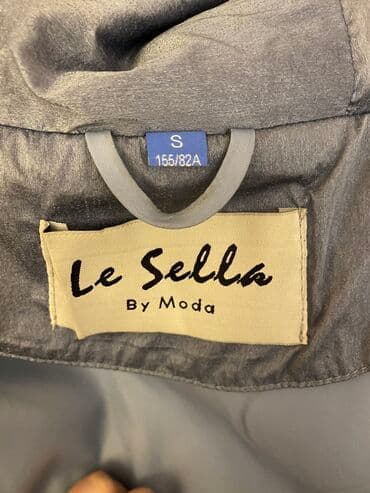 S
155/82A
Le Sella
By Moda